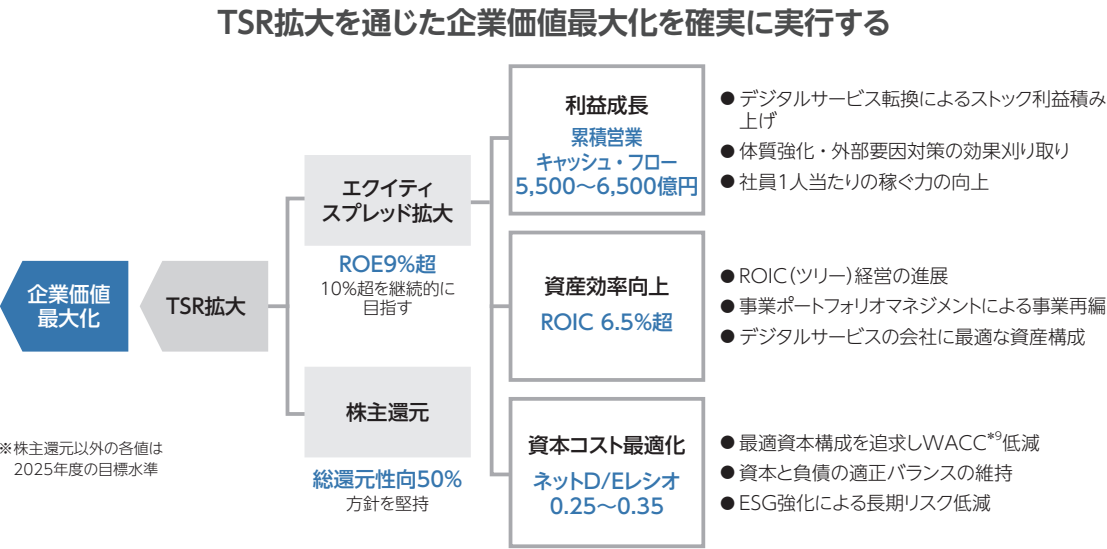 TSR拡大を通じた企業価値最大化を確実に実行する
企業価値
最大化
TSR拡大
※株主還元以外の各値は
2025年度の目標水準
エクイティ
スプレッド拡大
ROE9%超
10%超を継続的に
目指す
株主還元
総還元性向50%
方針を堅持
利益成長
累積営業
キャッシュ・フロー
5,500〜6,500億円
●デジタルサービス転換によるストック利益積み
上げ
●体質強化・外部要因対策の効果刈り取り
●社員1人当たりの稼ぐ力の向上
資産効率向上
ROIC 6.5%超
●ROIC(ツリー)経営の進展
●事業ポートフォリオマネジメントによる事業再編
●デジタルサービスの会社に最適な資産構成
資本コスト最適化
ネットD/Eレシオ
0.25〜0.35
●最適資本構成を追求しWACC*9低減
●資本と負債の適正バランスの維持
●ESG強化による長期リスク低減